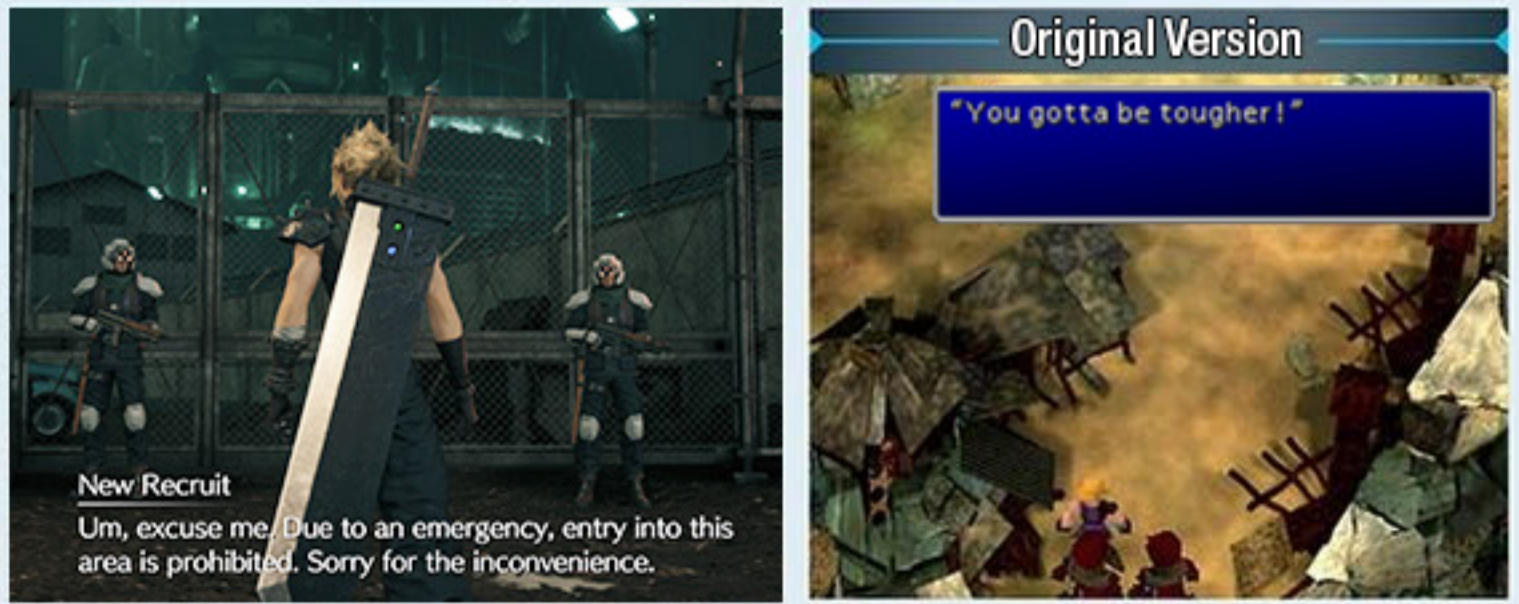 New Recruit
Um, excuse me. Due to an emergency, entry into this
area is prohibited. Sorry for the inconvenience.
Original Version
“You gotta be tougher!”